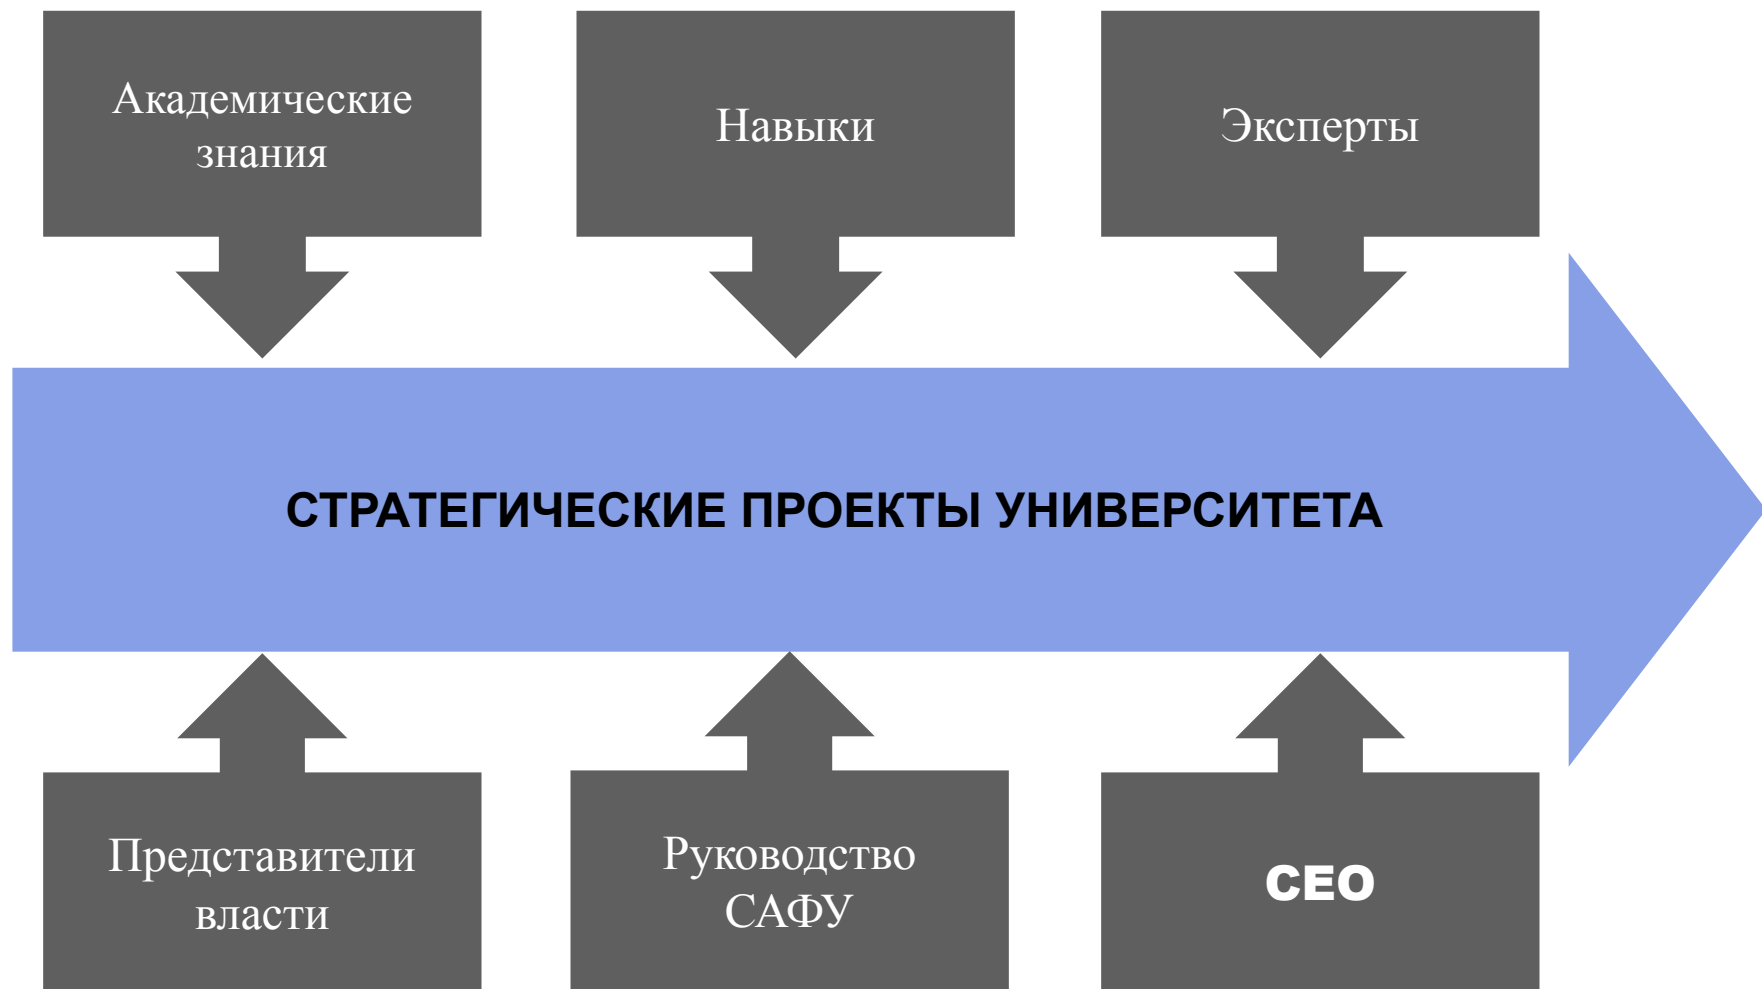 Академические
знания
Навыки
Эксперты
СТРАТЕГИЧЕСКИЕ ПРОЕКТЫ УНИВЕРСИТЕТА
Представители
власти
Руководство
САФУ
CEO